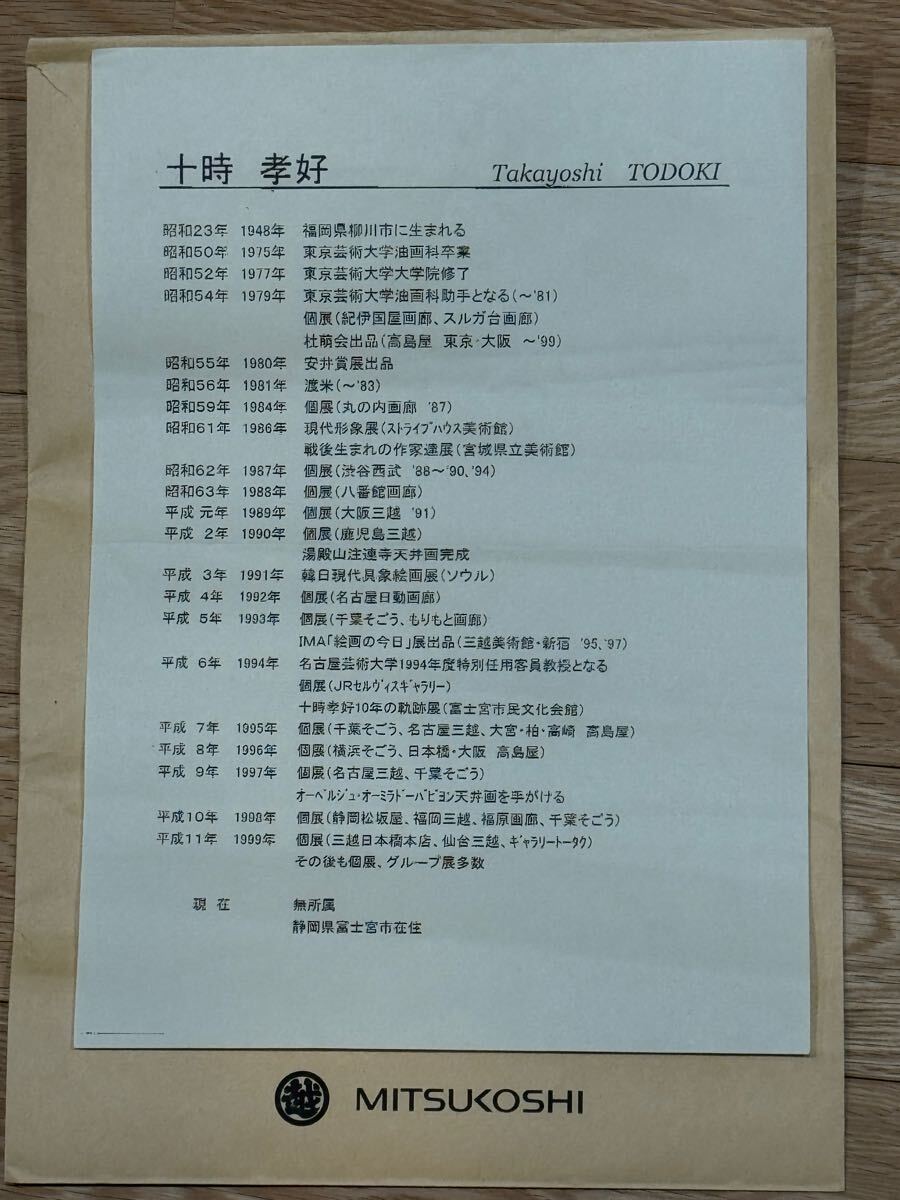 十時 孝好 Takayoshi TODOKI
昭和23年 1948年 福岡県柳川市に生まれる
昭和50年 1975年 東京芸術大学油画科卒業
昭和52年 1977年 東京芸術大学大学院修了
昭和54年 1979年 東京芸術大学油画科助手となる(～'81)
個展(紀伊国屋画廊、スルガ台画廊)
杜萌会出品(高島屋 東京・大阪 ～'99)
昭和55年 1980年 安井賞展出品
昭和56年 1981年 渡米(～'83)
昭和59年 1984年 個展(丸の内画廊 '87)
昭和61年 1986年 現代形象展(ストライプハウス美術館)
戦後生まれの作家達展(宮城県立美術館)
昭和62年 1987年 個展(渋谷西武 '88～'90、'94)
昭和63年 1988年 個展(八番館画廊)
平成 元年 1989年 個展(大阪三越 '91)
平成 2年 1990年 個展(鹿児島三越)
湯殿山注連寺天井画完成
平成 3年 1991年 韓日現代具象絵画展(ソウル)
平成 4年 1992年 個展(名古屋日動画廊)
平成 5年 1993年 個展(千葉そごう、もりもと画廊)
IMA「絵画の今日」展出品(三越美術館・新宿 '95、'97)
平成 6年 1994年 名古屋芸術大学1994年度特別任用客員教授となる
個展(JRセルヴィスギャラリー)
十時孝好10年の軌跡展(富士宮市民文化会館)
平成 7年 1995年 個展(千葉そごう、名古屋三越、大宮・柏・高崎 高島屋)
平成 8年 1996年 個展(横浜そごう、日本橋・大阪 高島屋)
平成 9年 1997年 個展(名古屋三越、千葉そごう)
オーベルジュ・オーミラドーパビヨン天井画を手がける
平成10年 1998年 個展(静岡松坂屋、福岡三越、福原画廊、千葉そごう)
平成11年 1999年 個展(三越日本橋本店、仙台三越、ギャラリートータク)
その後も個展、グループ展多数
現 在 無所属
静岡県富士宮市在住
越 MITSUKOSHI